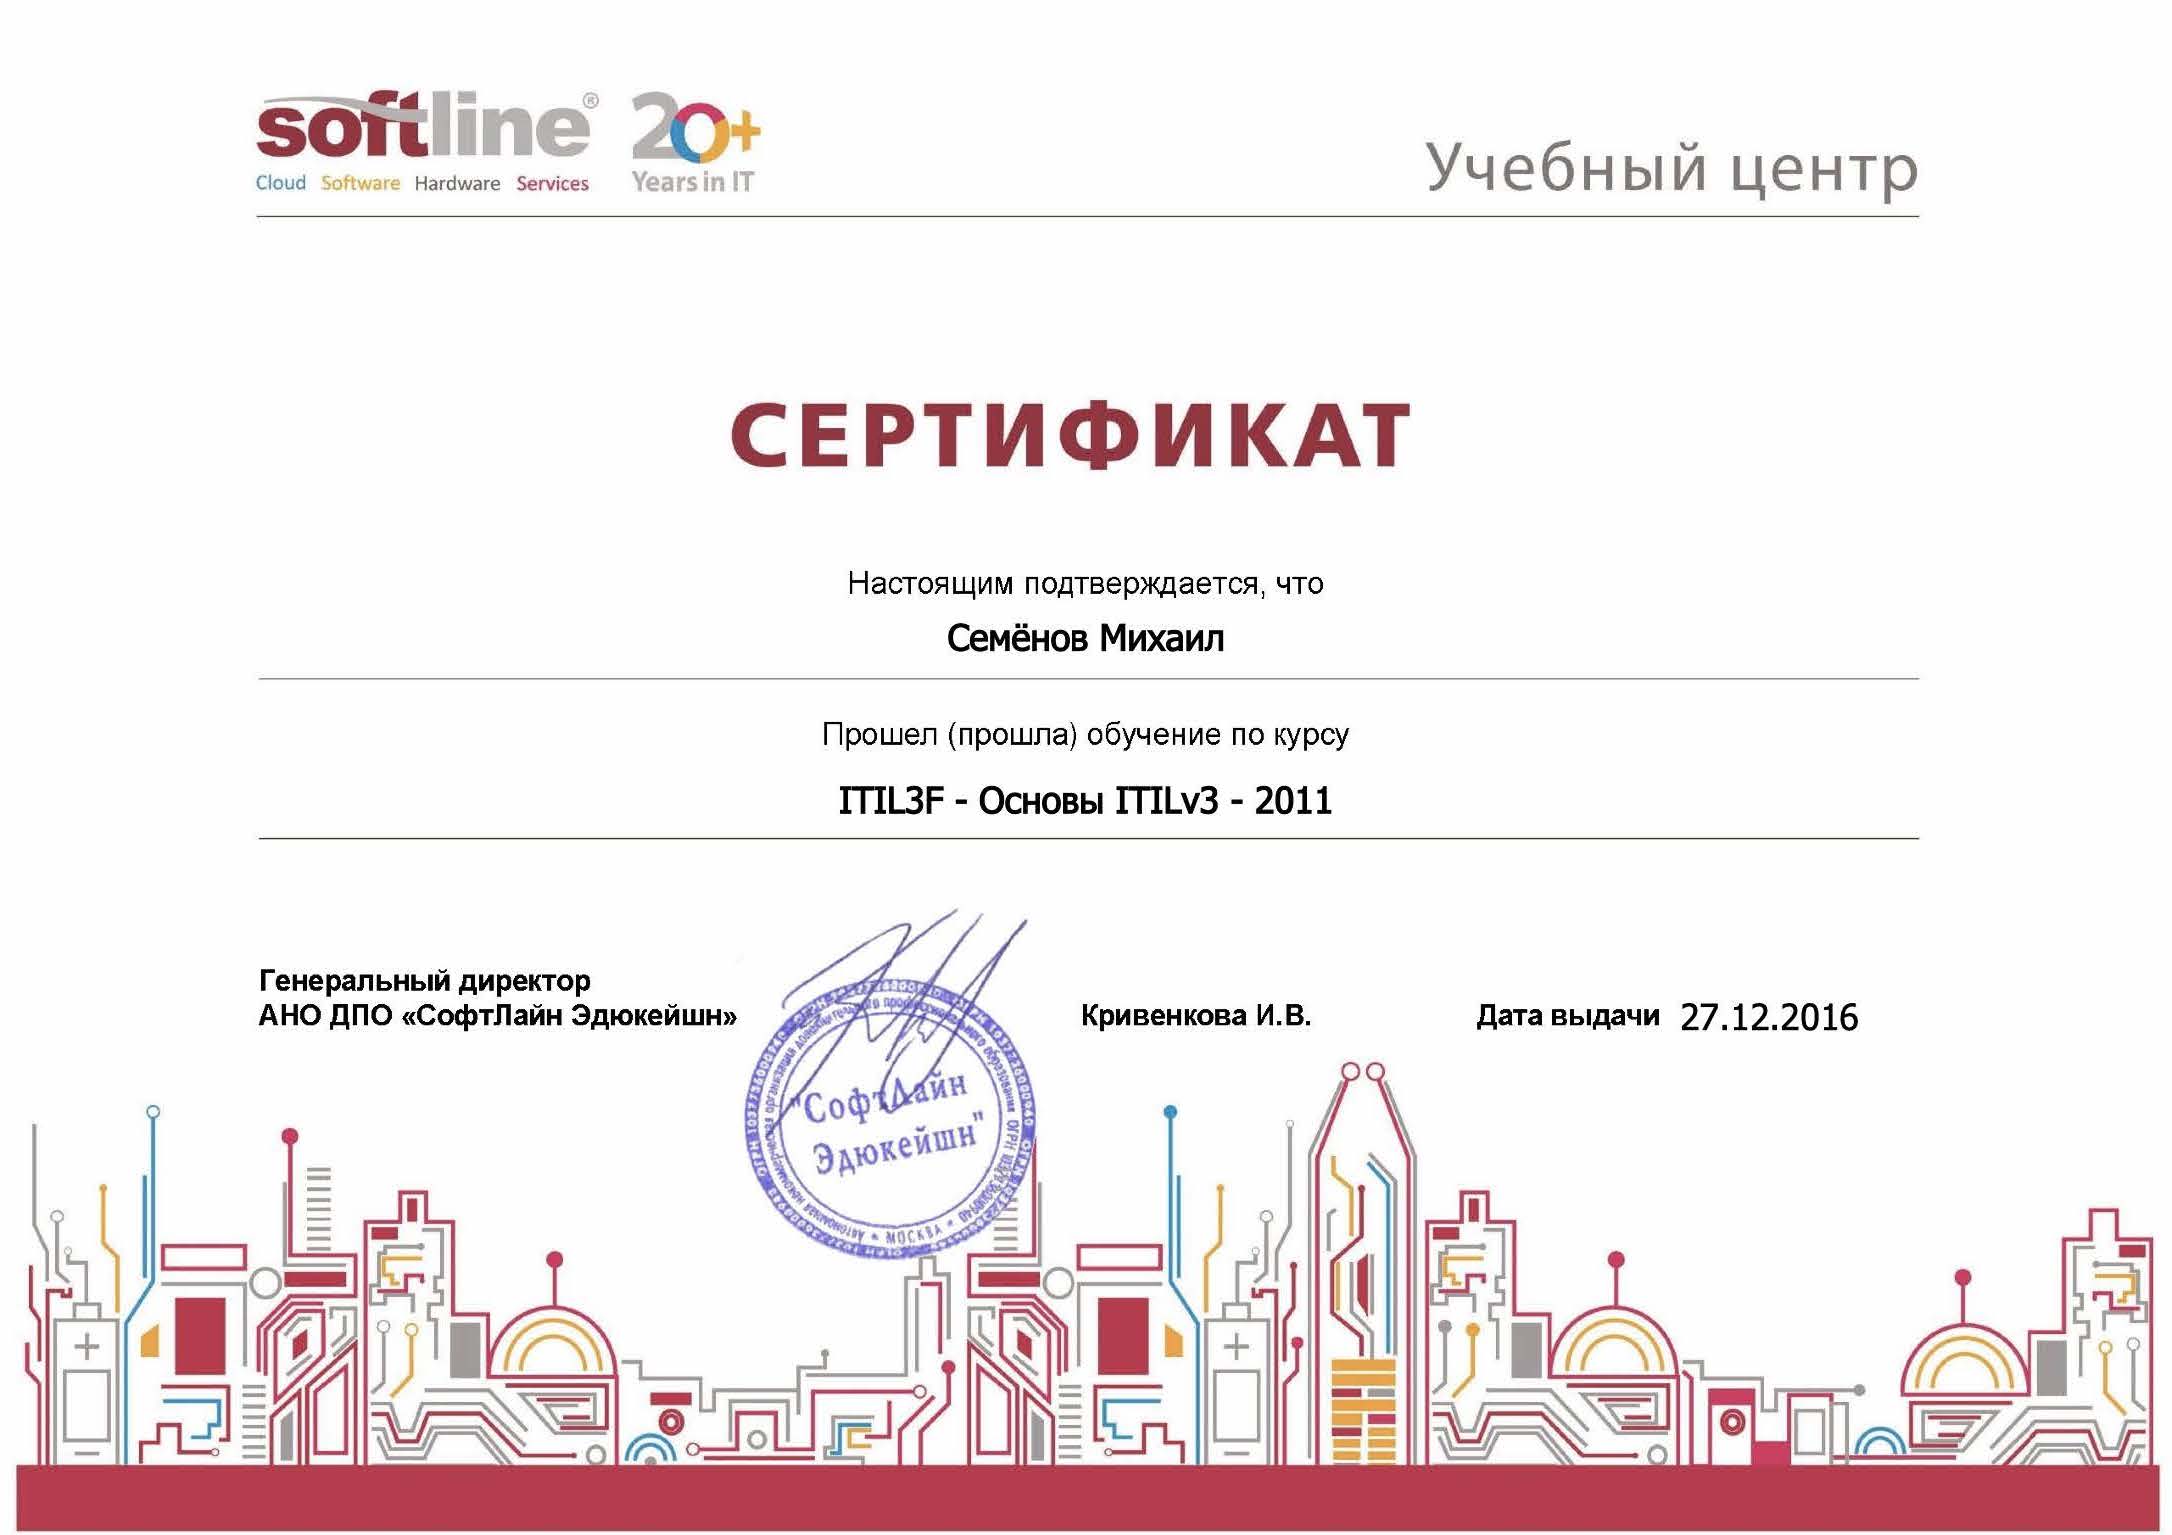 softline®
20+
Cloud Software Hardware Services
Years in IT
Учебный центр
СЕРТИФИКАТ
Настоящим подтверждается, что
Семёнов Михаил
Прошел (прошла) обучение по курсу
ITIL3F - Основы ITILv3 - 2011
Генеральный директор
АНО ДПО «СофтЛайн Эдюкейшн»
Кривенкова И.В.
Дата выдачи 27.12.2016
"СофтЛайн
Эдюкейшн"
МОСКВА